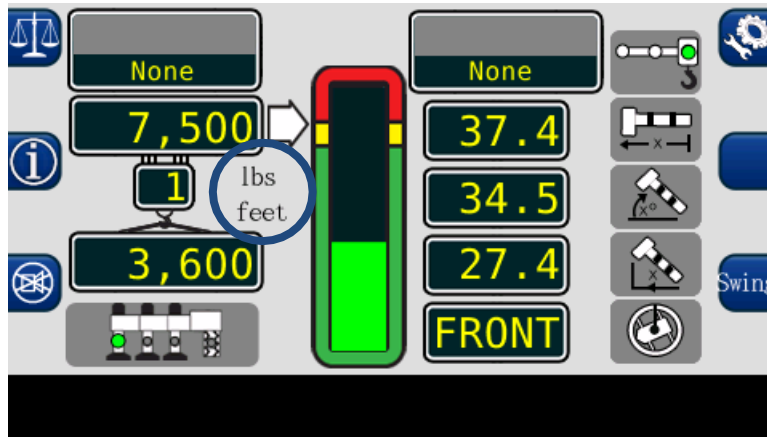 None
7,500
1
lbs
feet
3,600
None
37.4
x
34.5
x°
27.4
x
FRONT
Swing